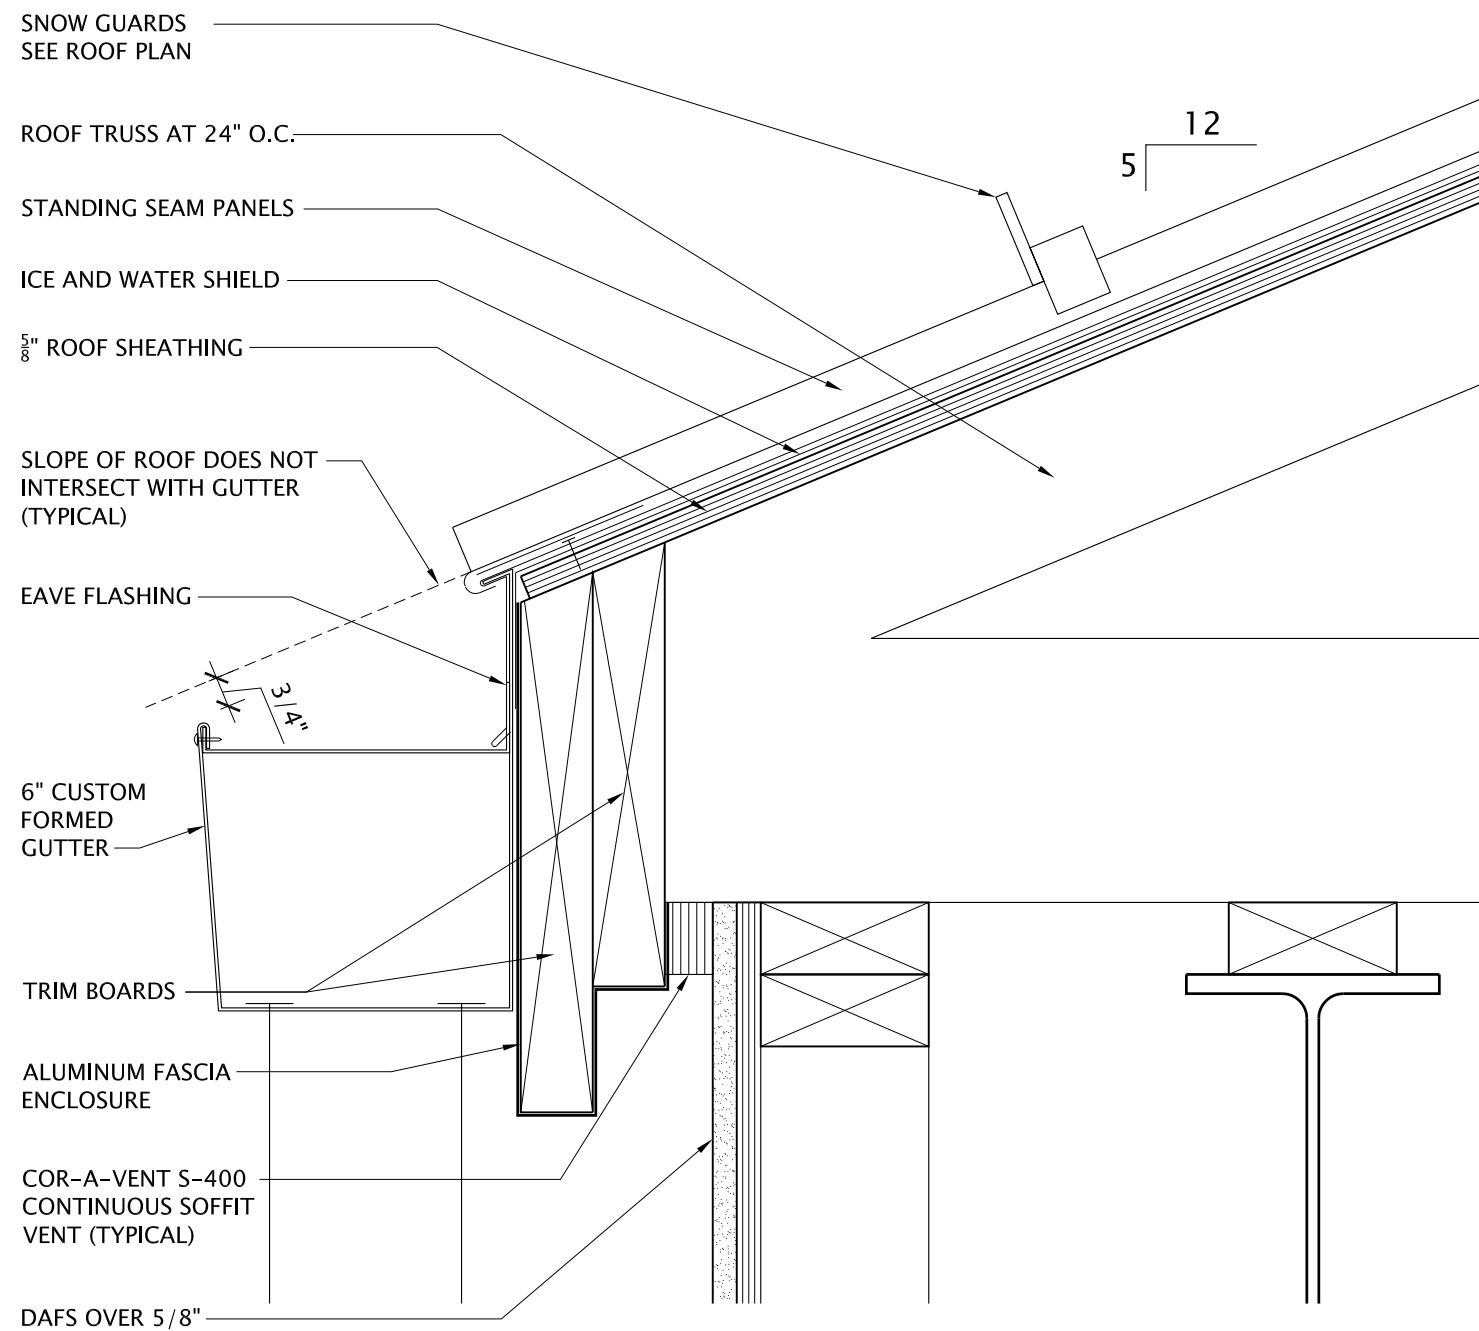 SNOW GUARDS
SEE ROOF PLAN
12
5
ROOF TRUSS AT 24" O.C.
STANDING SEAM PANELS
ICE AND WATER SHIELD
5/8" ROOF SHEATHING
SLOPE OF ROOF DOES NOT
INTERSECT WITH GUTTER
(TYPICAL)
EAVE FLASHING
3/4"
6" CUSTOM
FORMED
GUTTER
TRIM BOARDS
ALUMINUM FASCIA
ENCLOSURE
COR-A-VENT S-400
CONTINUOUS SOFFIT
VENT (TYPICAL)
DAFS OVER 5/8"